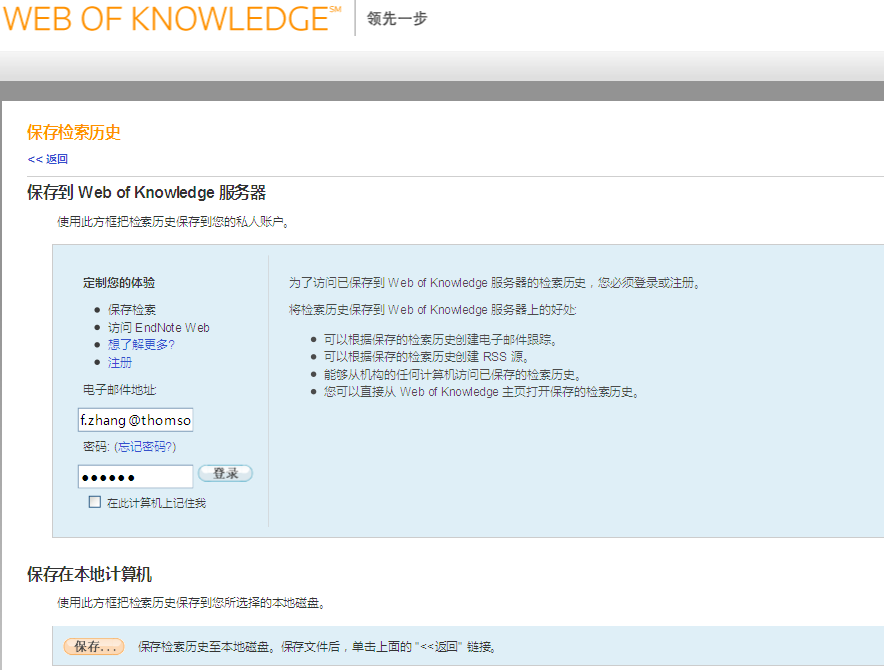 WEB OF KNOWLEDGE℠ 领先一步
保存检索历史
<< 返回
保存到 Web of Knowledge 服务器
使用此方框把检索历史保存到您的私人账户。
定制您的体验
保存检索
访问 EndNote Web
想了解更多?
注册
电子邮件地址:
f.zhang@thomso
密码: (忘记密码?)
●●●●●●
登录
在此计算机上记住我
为了访问已保存到 Web of Knowledge 服务器的检索历史，您必须登录或注册。
将检索历史保存到 Web of Knowledge 服务器上的好处:
可以根据保存的检索历史创建电子邮件跟踪。
可以根据保存的检索历史创建 RSS 源。
能够从机构的任何计算机访问已保存的检索历史。
您可以直接从 Web of Knowledge 主页打开保存的检索历史。
保存在本地计算机
使用此方框把检索历史保存到您所选择的本地磁盘。
保存... 保存检索历史至本地磁盘。保存文件后，单击上面的 "<<返回" 链接。